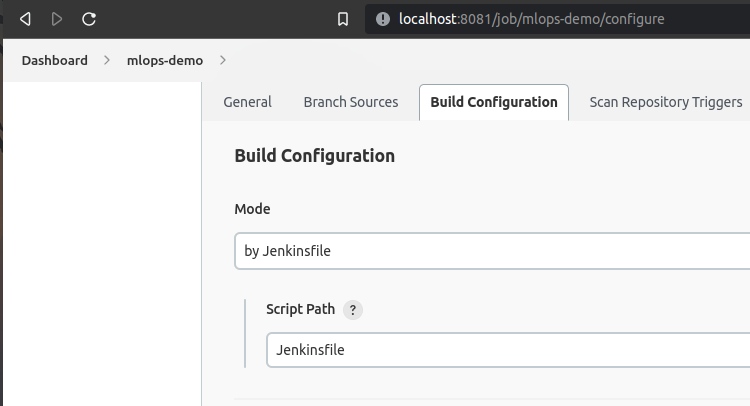 localhost:8081/job/mlops-demo/configure
Dashboard > mlops-demo >
General Branch Sources Build Configuration Scan Repository Triggers
Build Configuration
Mode
by Jenkinsfile
Script Path ?
Jenkinsfile